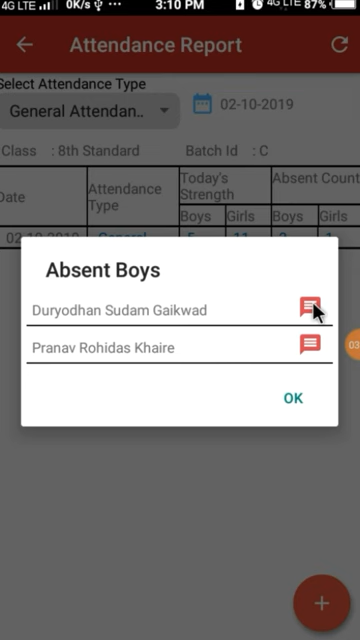 4G LTE 0K/s ... 3:10 PM 4G LTE 87%
Attendance Report
Select Attendance Type
General Attendan.. 02-10-2019
Class : 8th Standard Batch Id : C
Date Attendance Type Today's Strength Absent Count
Boys Girls Boys Girls
Absent Boys
Duryodhan Sudam Gaikwad
Pranav Rohidas Khaire
03
OK
+